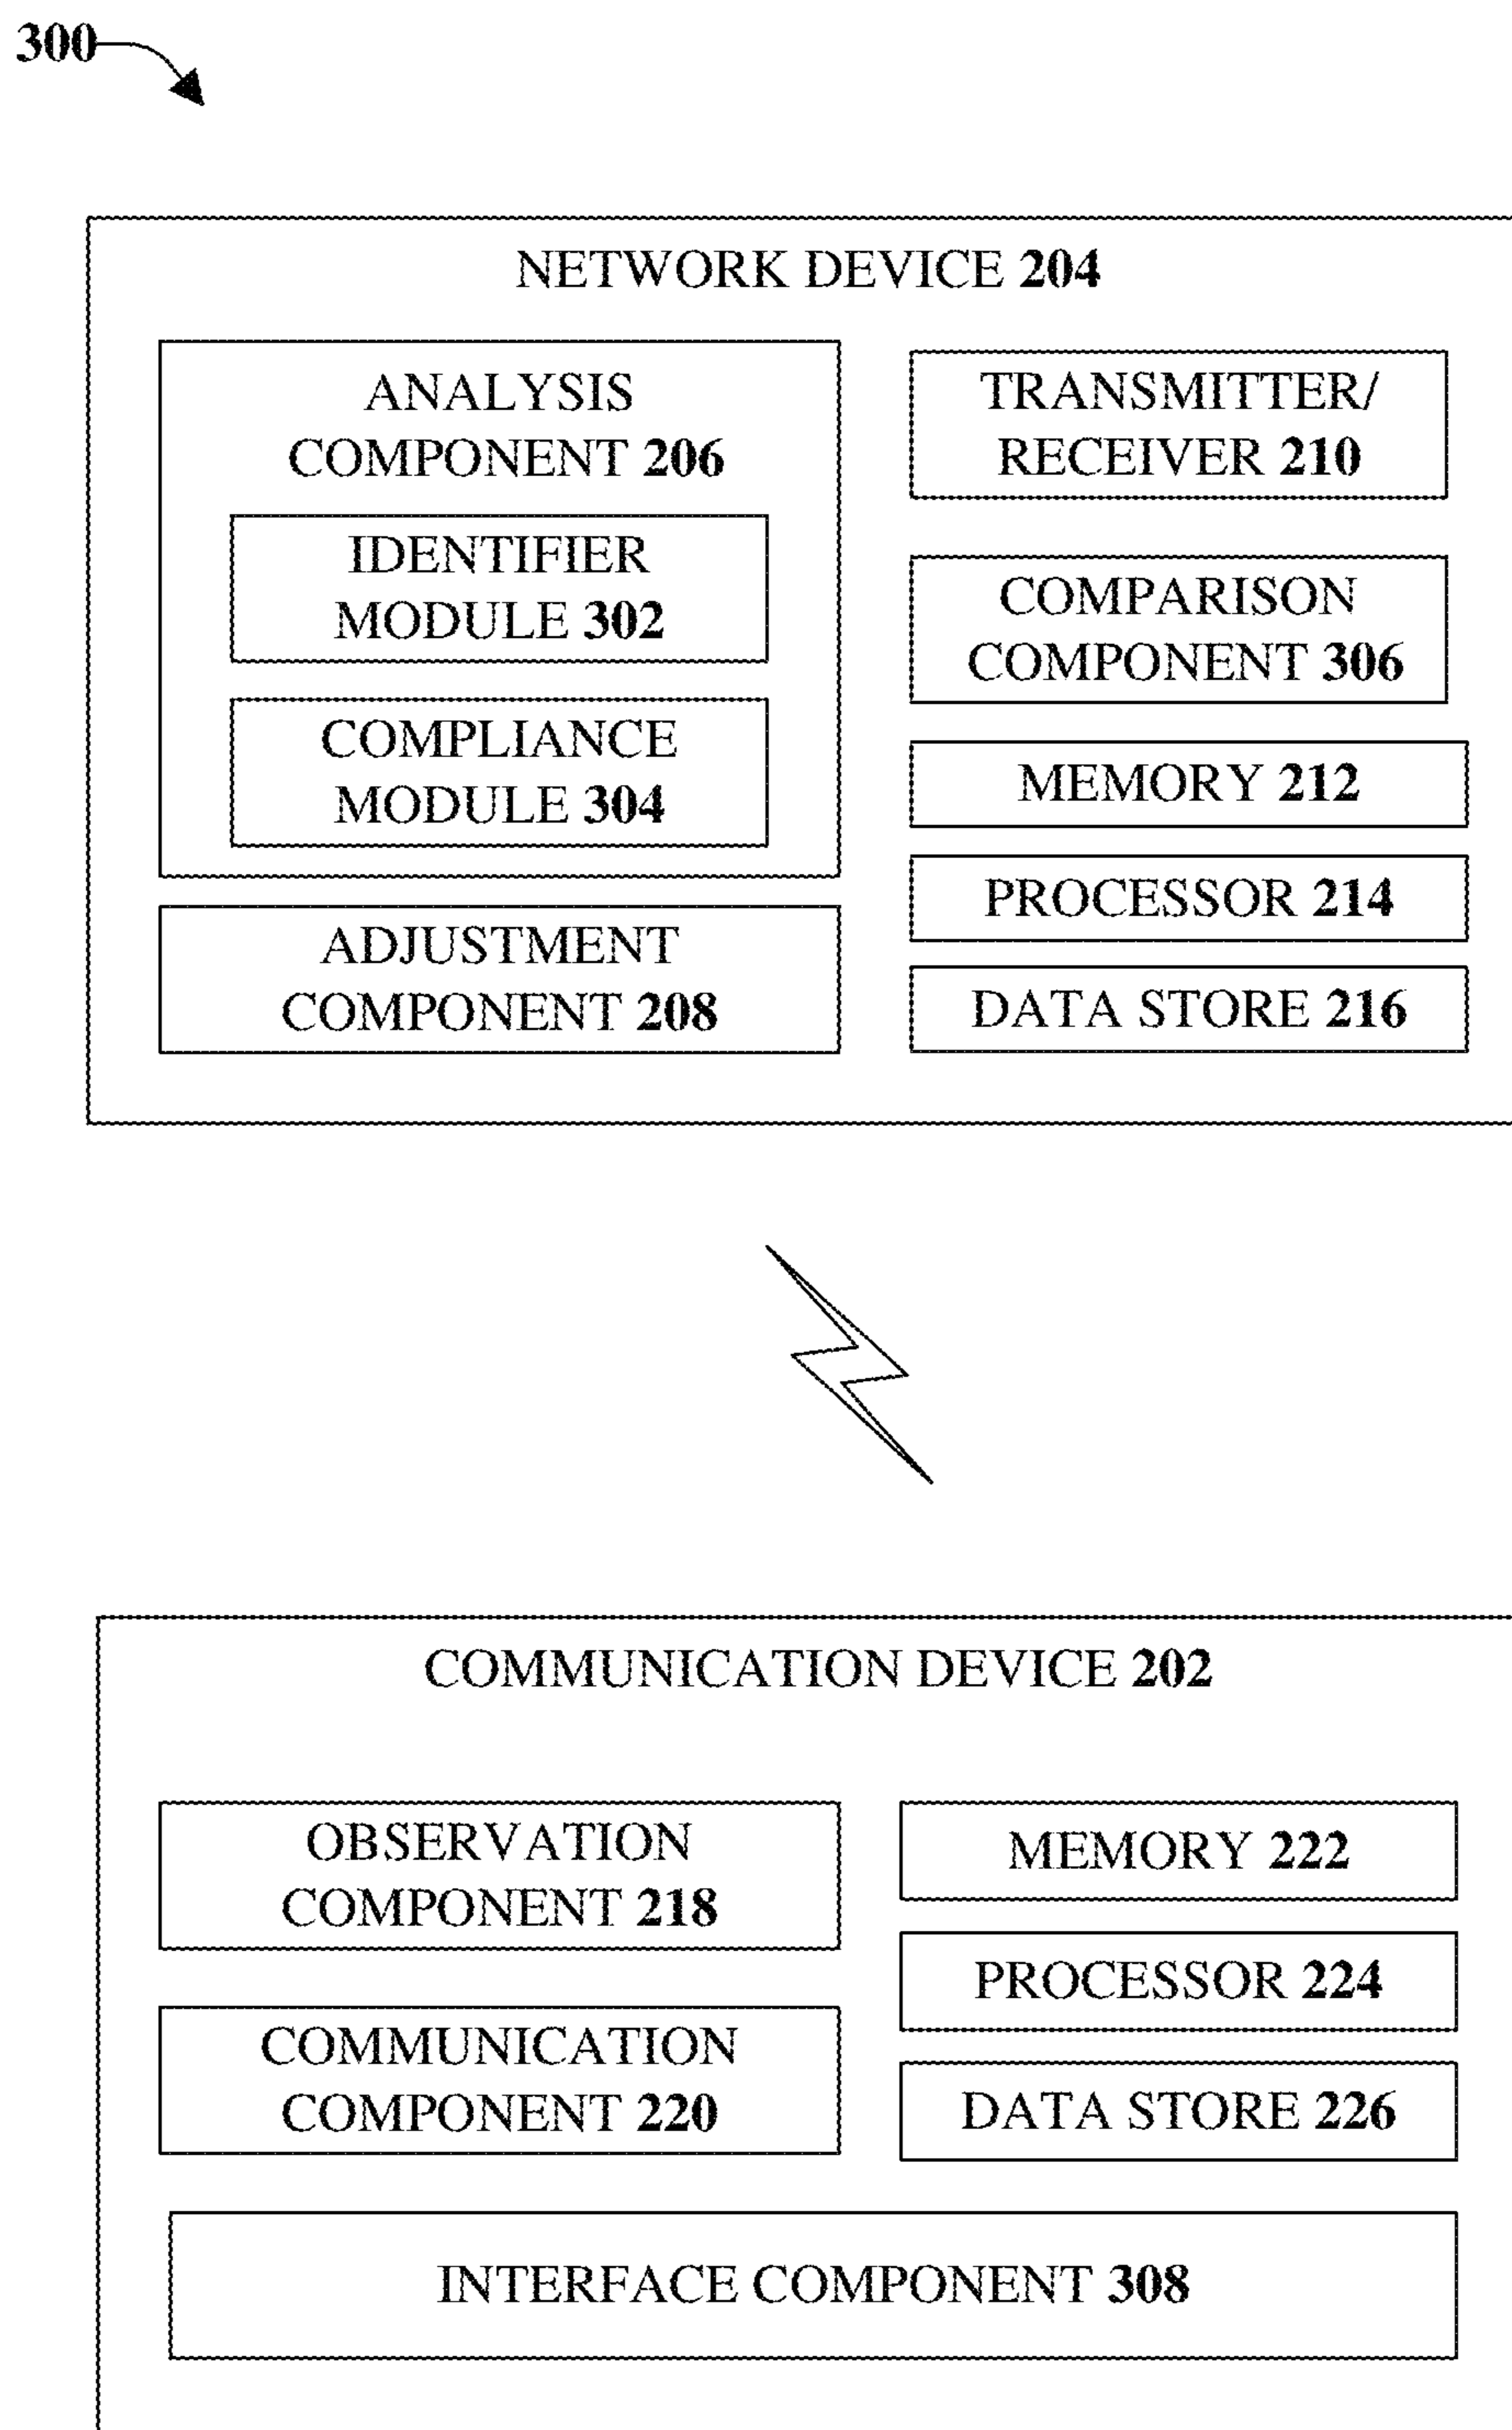 300
NETWORK DEVICE 204
ANALYSIS
COMPONENT 206
IDENTIFIER
MODULE 302
COMPLIANCE
MODULE 304
ADJUSTMENT
COMPONENT 208
TRANSMITTER/
RECEIVER 210
COMPARISON
COMPONENT 306
MEMORY 212
PROCESSOR 214
DATA STORE 216
COMMUNICATION DEVICE 202
OBSERVATION
COMPONENT 218
COMMUNICATION
COMPONENT 220
MEMORY 222
PROCESSOR 224
DATA STORE 226
INTERFACE COMPONENT 308